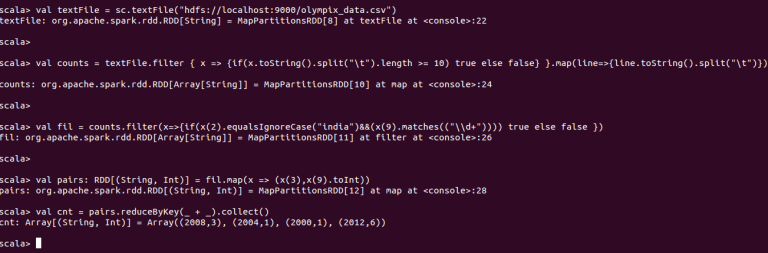 scala> val textFile = sc.textFile("hdfs://localhost:9000/olympix_data.csv")
textFile: org.apache.spark.rdd.RDD[String] = MapPartitionsRDD[8] at textFile at <console>:22
scala>
scala> val counts = textFile.filter { x => {if(x.toString().split("\t").length >= 10) true else false} }.map(line=>{line.toString().split("\t")})
counts: org.apache.spark.rdd.RDD[Array[String]] = MapPartitionsRDD[10] at map at <console>:24
scala>
scala> val fil = counts.filter(x=>{if(x(2).equalsIgnoreCase("india")&&(x(9).matches(("\\d+")))) true else false })
fil: org.apache.spark.rdd.RDD[Array[String]] = MapPartitionsRDD[11] at filter at <console>:26
scala>
scala> val pairs: RDD[(String, Int)] = fil.map(x => (x(3),x(9).toInt))
pairs: org.apache.spark.rdd.RDD[(String, Int)] = MapPartitionsRDD[12] at map at <console>:28
scala> val cnt = pairs.reduceByKey(_ + _).collect()
cnt: Array[(String, Int)] = Array((2008,3), (2004,1), (2000,1), (2012,6))
scala>